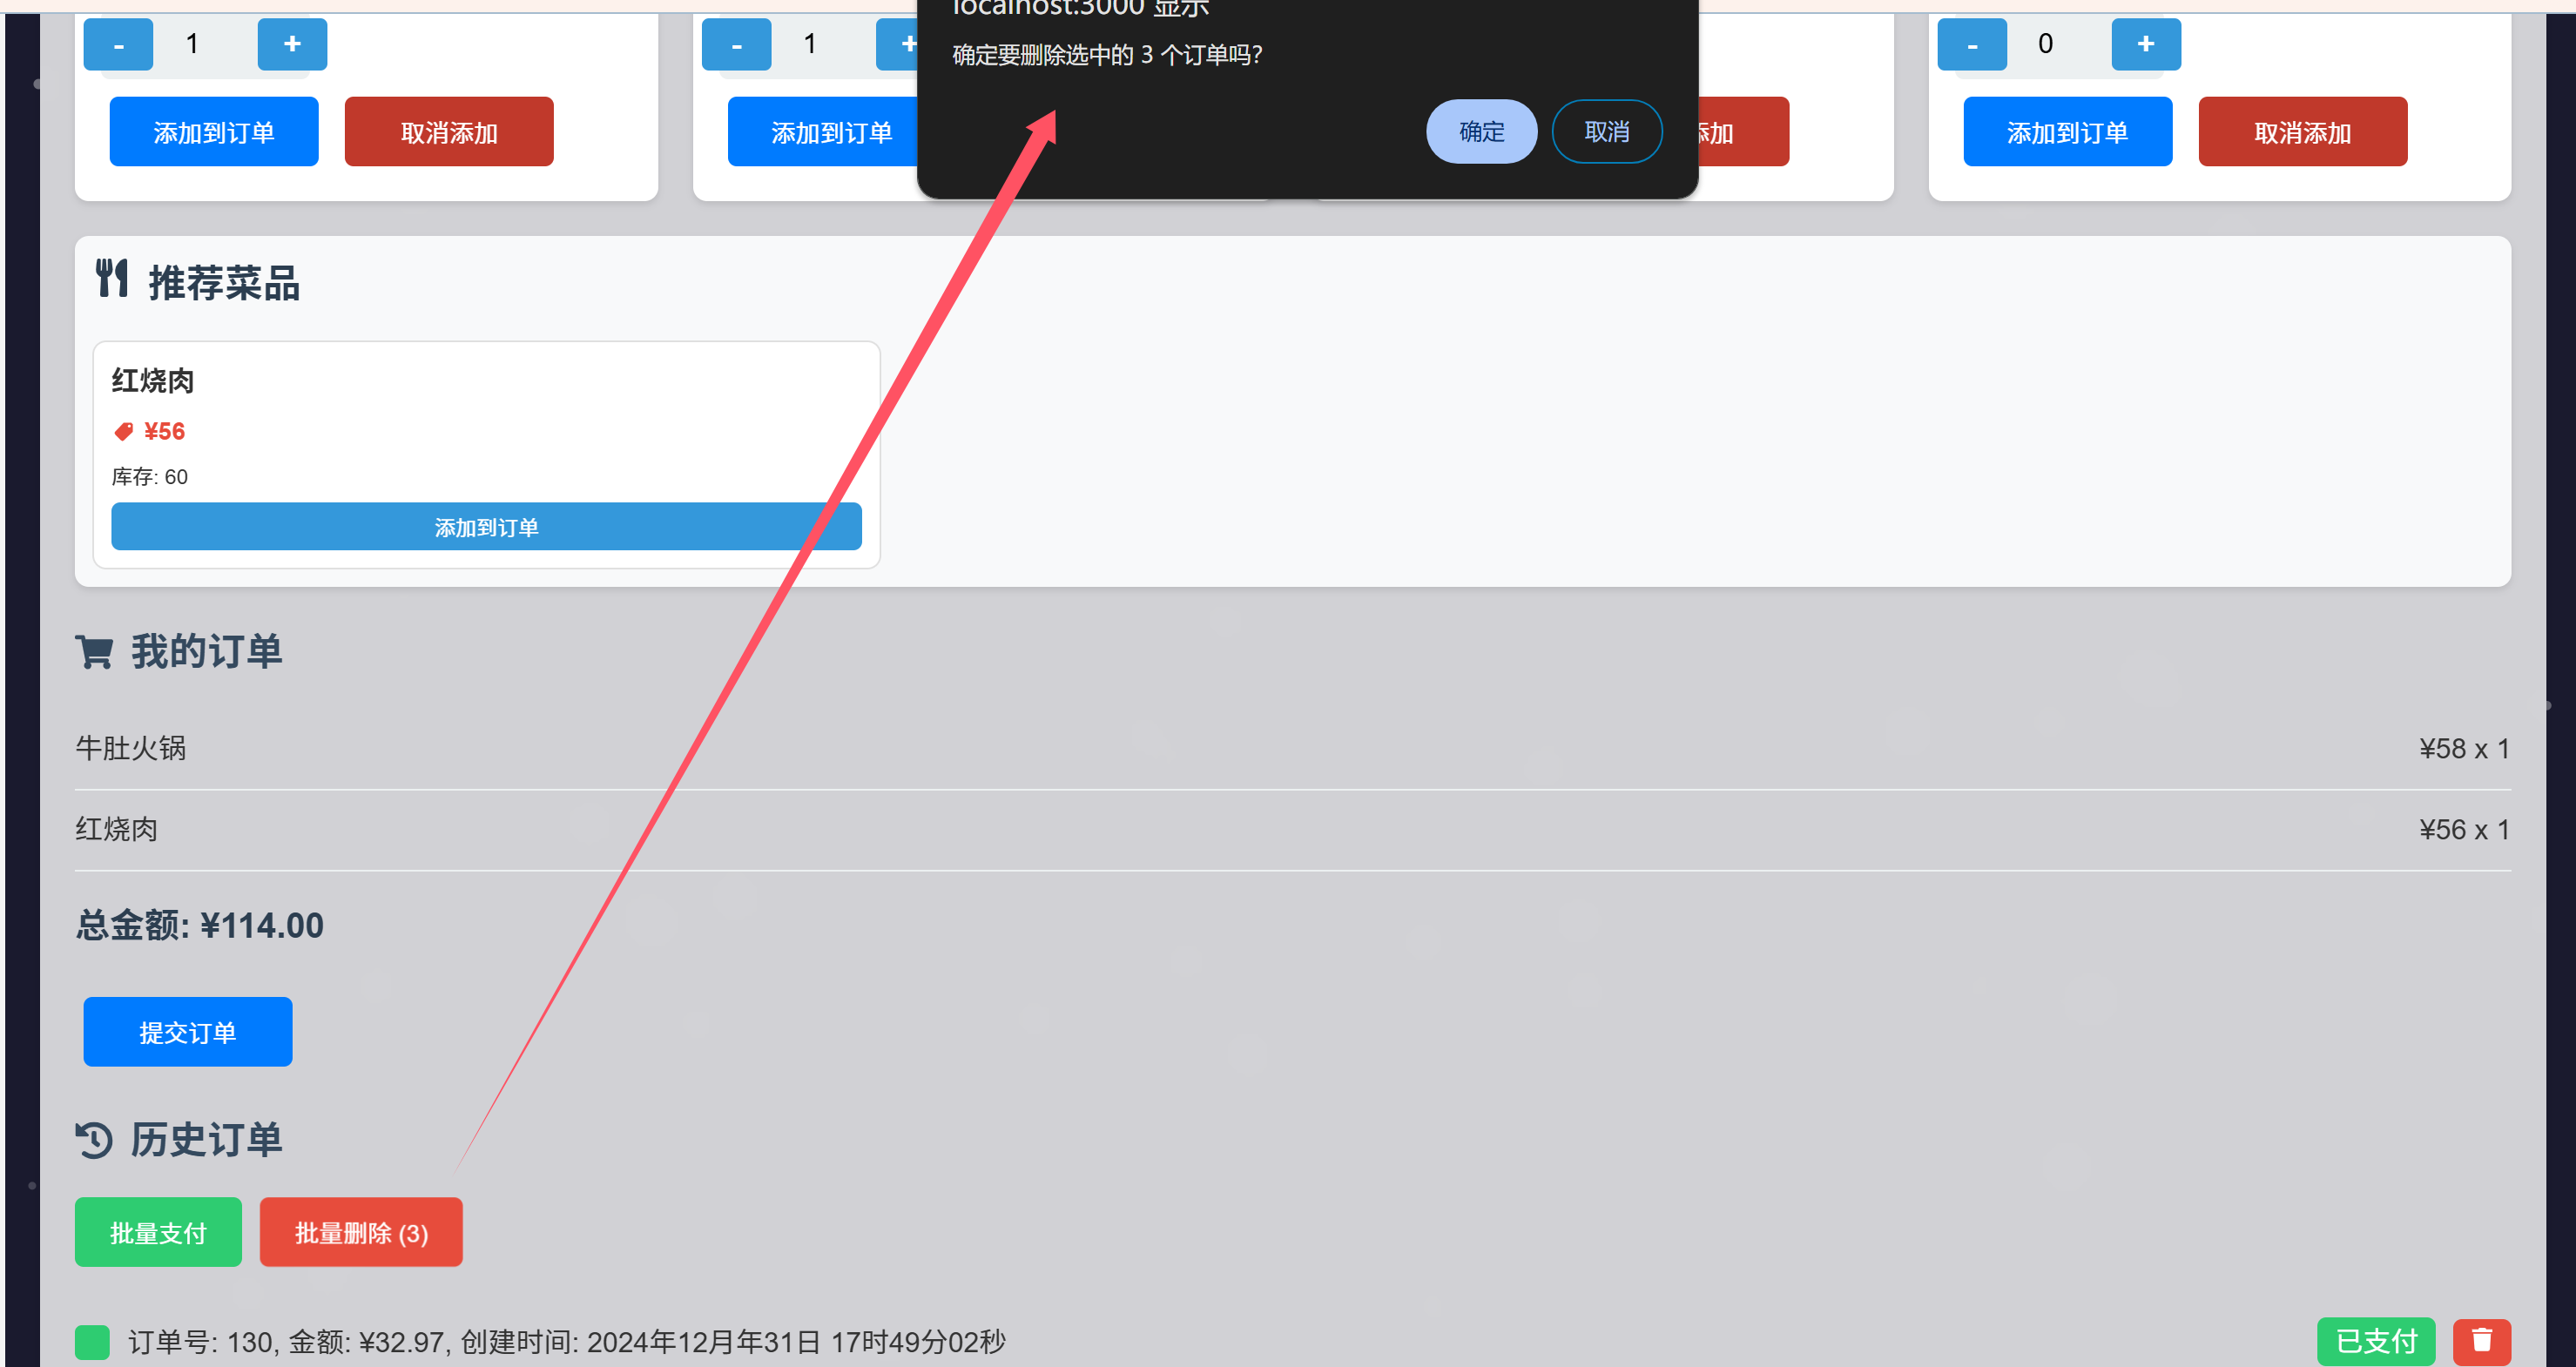 localhost:3000 显示
确定要删除选中的 3 个订单吗?
确定 取消
- 1 +
添加到订单 取消添加
- 1 +
添加到订单
添加
- 0 +
添加到订单 取消添加
推荐菜品
红烧肉
¥56
库存: 60
添加到订单
我的订单
牛肚火锅 ¥58 x 1
红烧肉 ¥56 x 1
总金额: ¥114.00
提交订单
历史订单
批量支付 批量删除 (3)
订单号: 130, 金额: ¥32.97, 创建时间: 2024年12月年31日 17时49分02秒 已支付